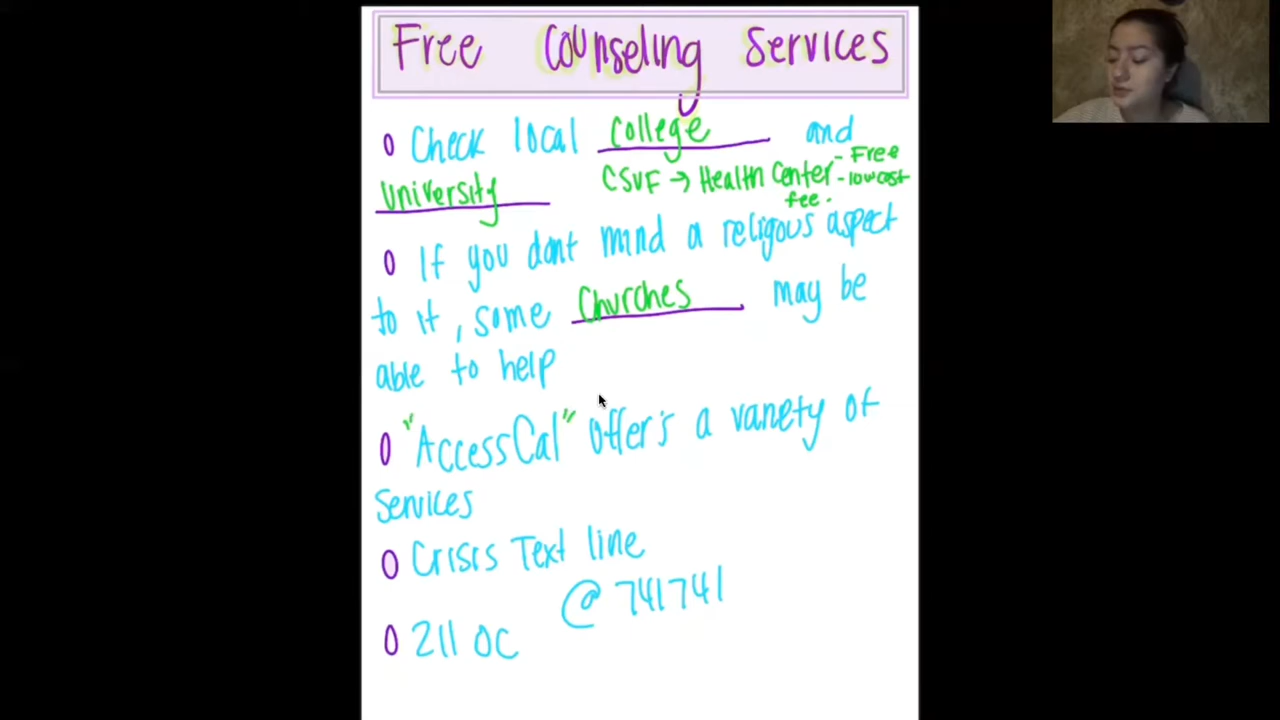 Free Counseling Services
Check local college and
University CSUF → Health Center - Free
- low cost
fee.
If you dont mind a religous aspect
to it, some Churches may be
able to help
"AccessCal" offer's a variety of
Services
Crisis Text line
@ 741741
211 OC